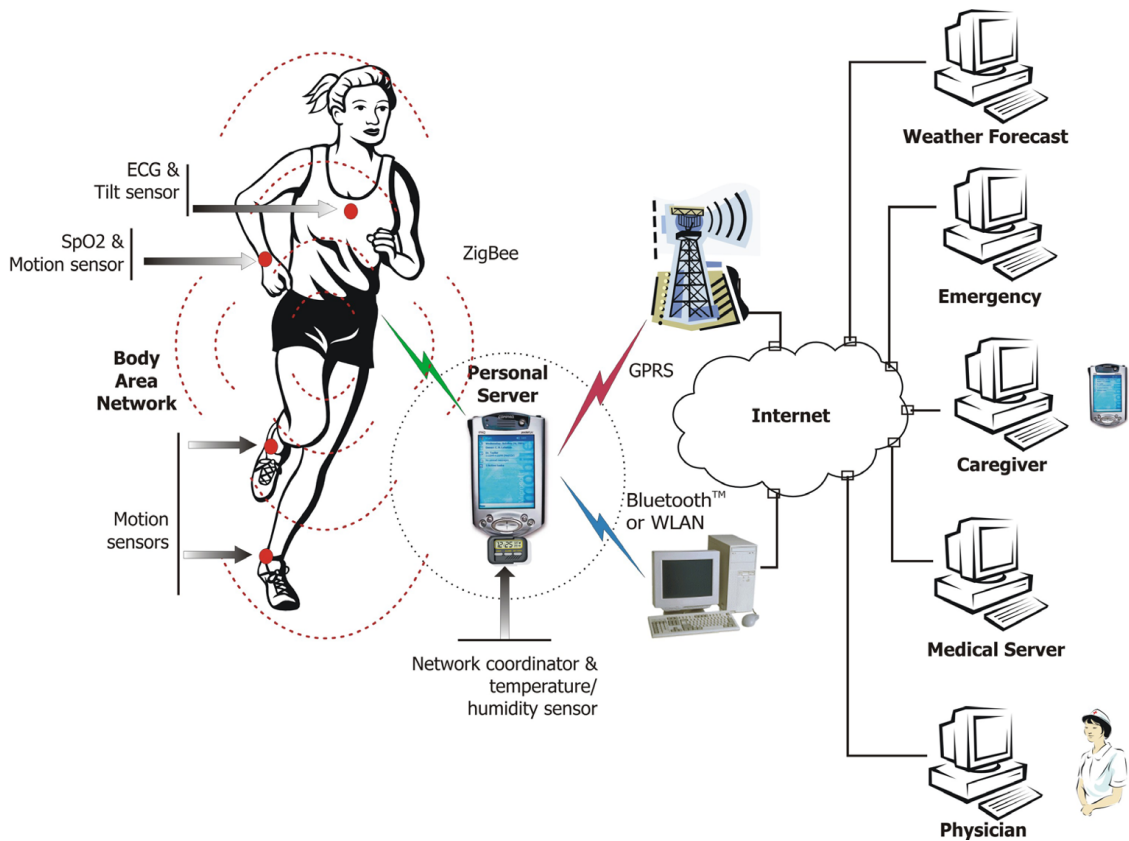 Weather Forecast
ECG &
Tilt sensor
SpO2 &
Motion sensor
ZigBee
Emergency
Body
Area
Network
Personal
Server
GPRS
Internet
Caregiver
Motion
sensors
Bluetooth™
or WLAN
Network coordinator &
temperature/
humidity sensor
Medical Server
Physician